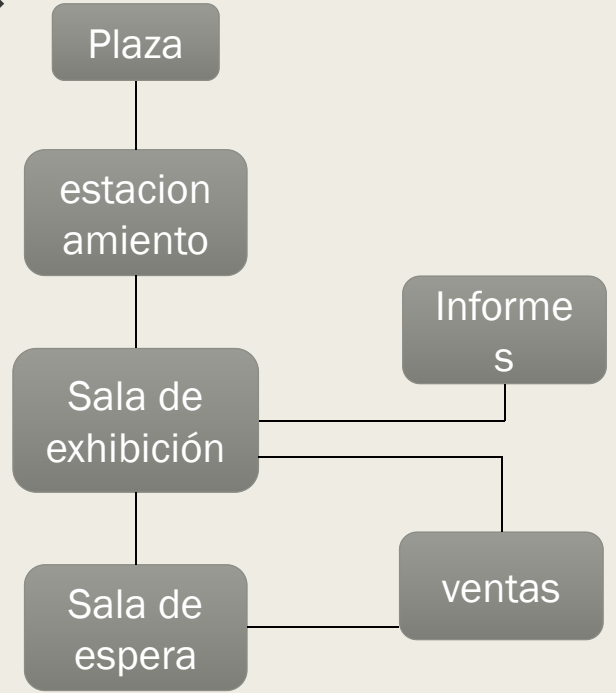 Plaza
estacion
amiento
Informe
s
Sala de
exhibición
ventas
Sala de
espera